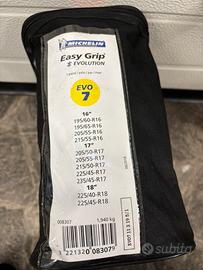 MICHELIN
Easy Grip
EVOLUTION
EVO
7
16"
195/60-R16
195/65-R16
205/55-R16
215/50-R16
17"
205/50-R17
205/55-R17
215/50-R17
225/45-R17
235/45-R17
18"
225/40-R18
225/45-R18
008307
1,940 kg
3 221320 083079
subito